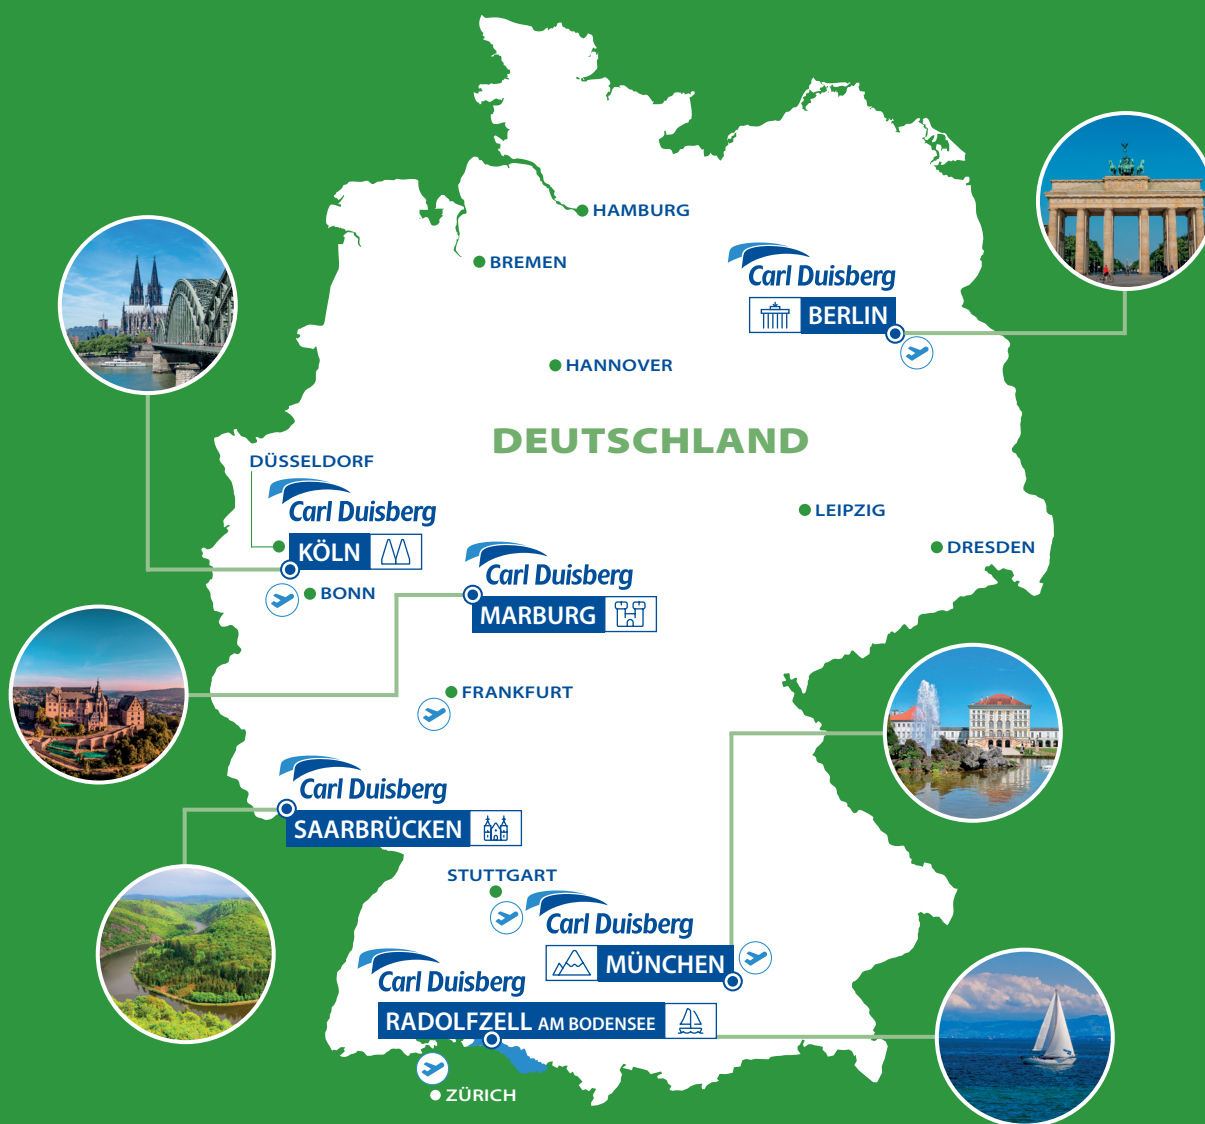 HAMBURG
BREMEN
Carl Duisberg
BERLIN
HANNOVER
DEUTSCHLAND
DÜSSELDORF
Carl Duisberg
KÖLN
LEIPZIG
DRESDEN
BONN
Carl Duisberg
MARBURG
FRANKFURT
Carl Duisberg
SAARBRÜCKEN
STUTTGART
Carl Duisberg
MÜNCHEN
Carl Duisberg
RADOLFZELL AM BODENSEE
ZÜRICH